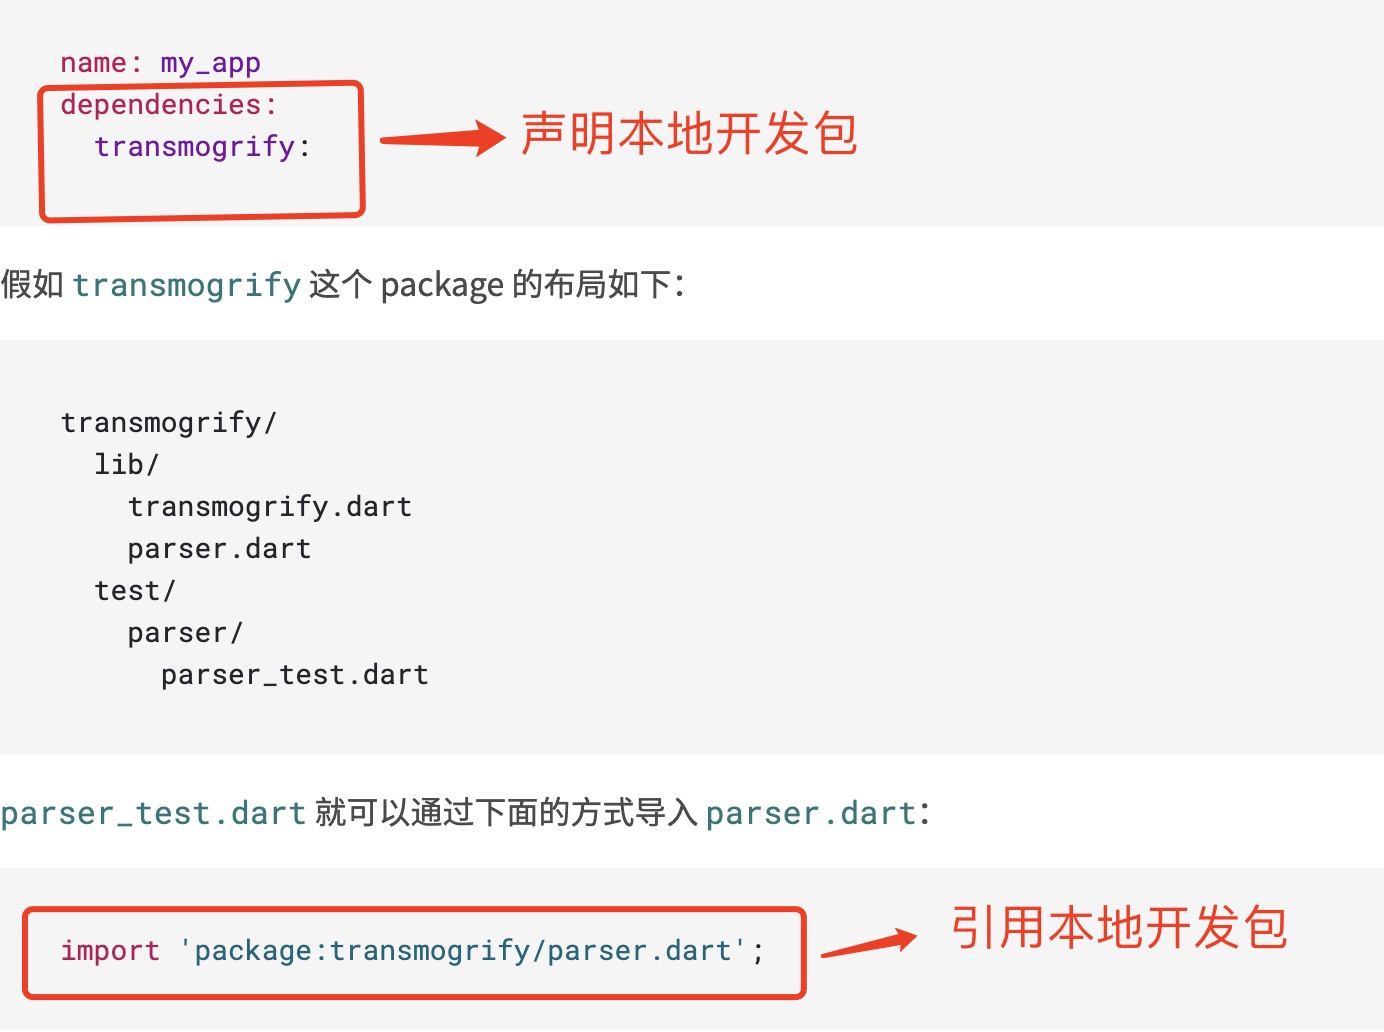 name: my_app
dependencies:
  transmogrify:
声明本地开发包
假如 transmogrify 这个 package 的布局如下：
transmogrify/
  lib/
    transmogrify.dart
    parser.dart
  test/
    parser/
      parser_test.dart
parser_test.dart 就可以通过下面的方式导入 parser.dart：
import 'package:transmogrify/parser.dart';
引用本地开发包